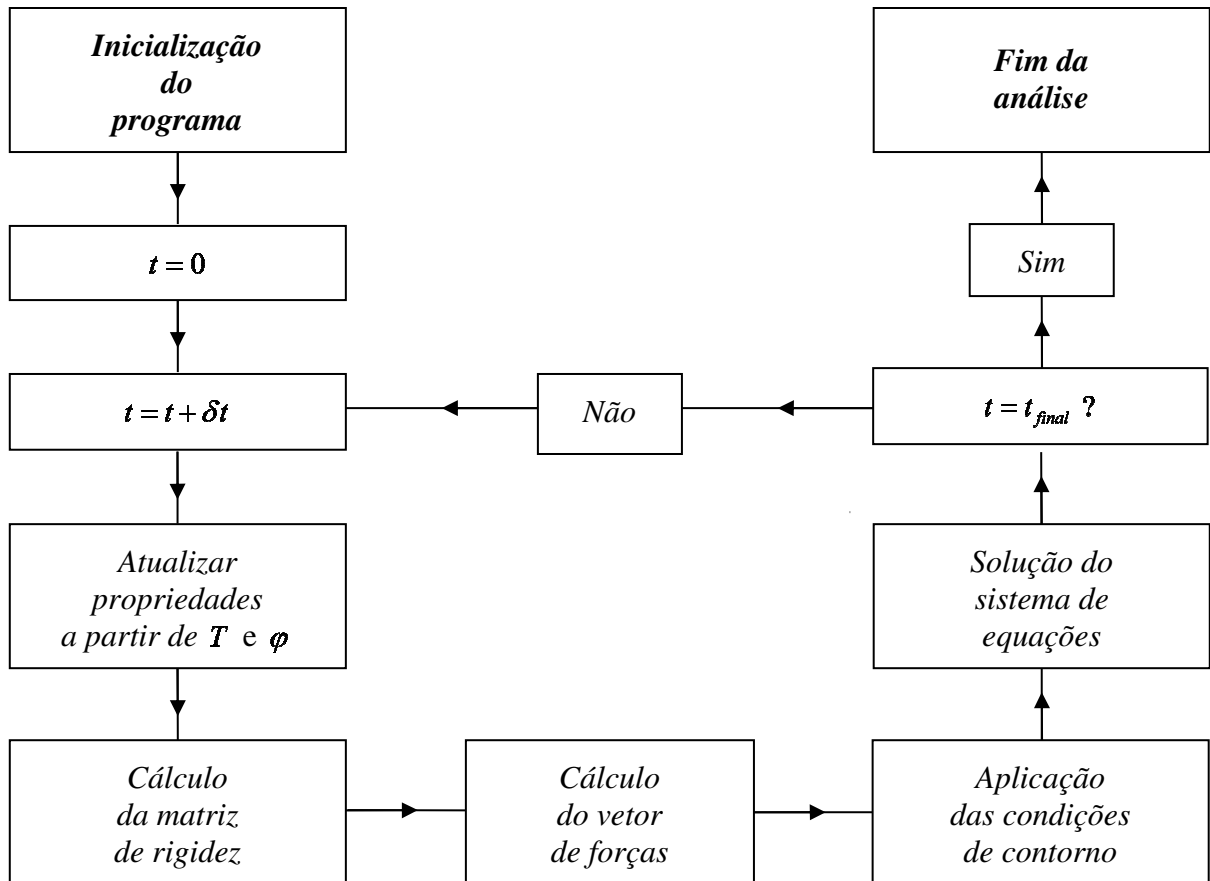 Inicialização
do
programa
t = 0
t = t + δt
Atualizar
propriedades
a partir de T e φ
Cálculo
da matriz
de rigidez
Cálculo
do vetor
de forças
Aplicação
das condições
de contorno
Solução do
sistema de
equações
t = t_final ?
Não
Sim
Fim da
análise